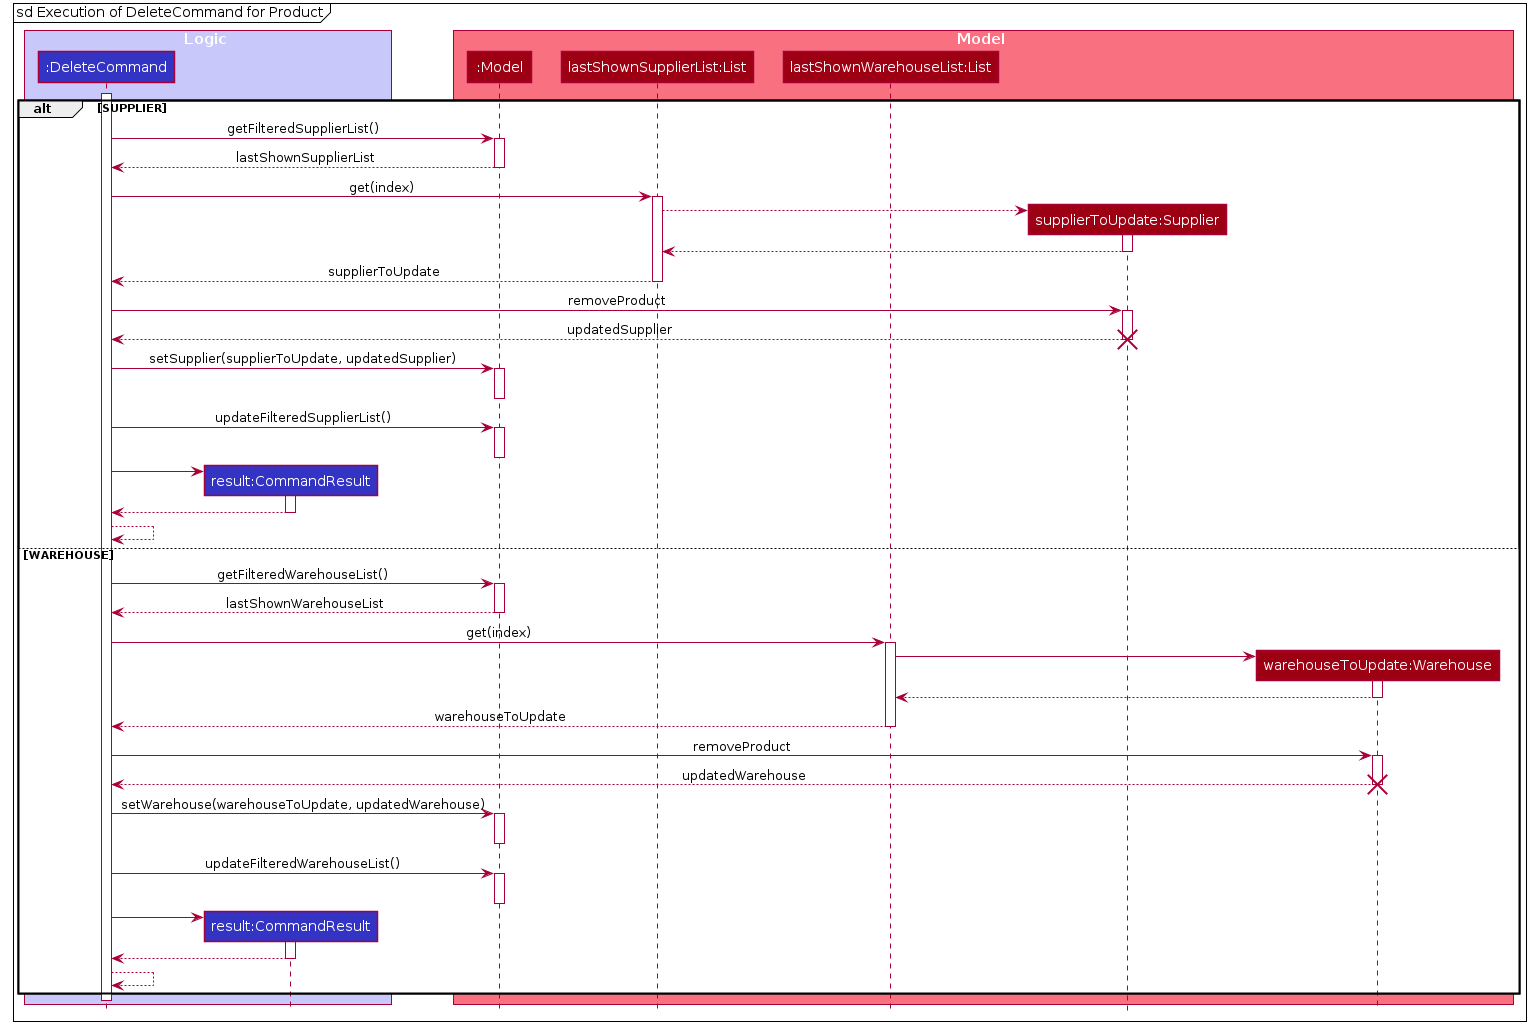 sd Execution of DeleteCommand for Product
Logic
Model
:DeleteCommand
:Model
lastShownSupplierList:List
lastShownWarehouseList:List
alt
[SUPPLIER]
getFilteredSupplierList()
lastShownSupplierList
get(index)
supplierToUpdate:Supplier
supplierToUpdate
removeProduct
updatedSupplier
setSupplier(supplierToUpdate, updatedSupplier)
updateFilteredSupplierList()
result:CommandResult
[WAREHOUSE]
getFilteredWarehouseList()
lastShownWarehouseList
get(index)
warehouseToUpdate:Warehouse
warehouseToUpdate
removeProduct
updatedWarehouse
setWarehouse(warehouseToUpdate, updatedWarehouse)
updateFilteredWarehouseList()
result:CommandResult